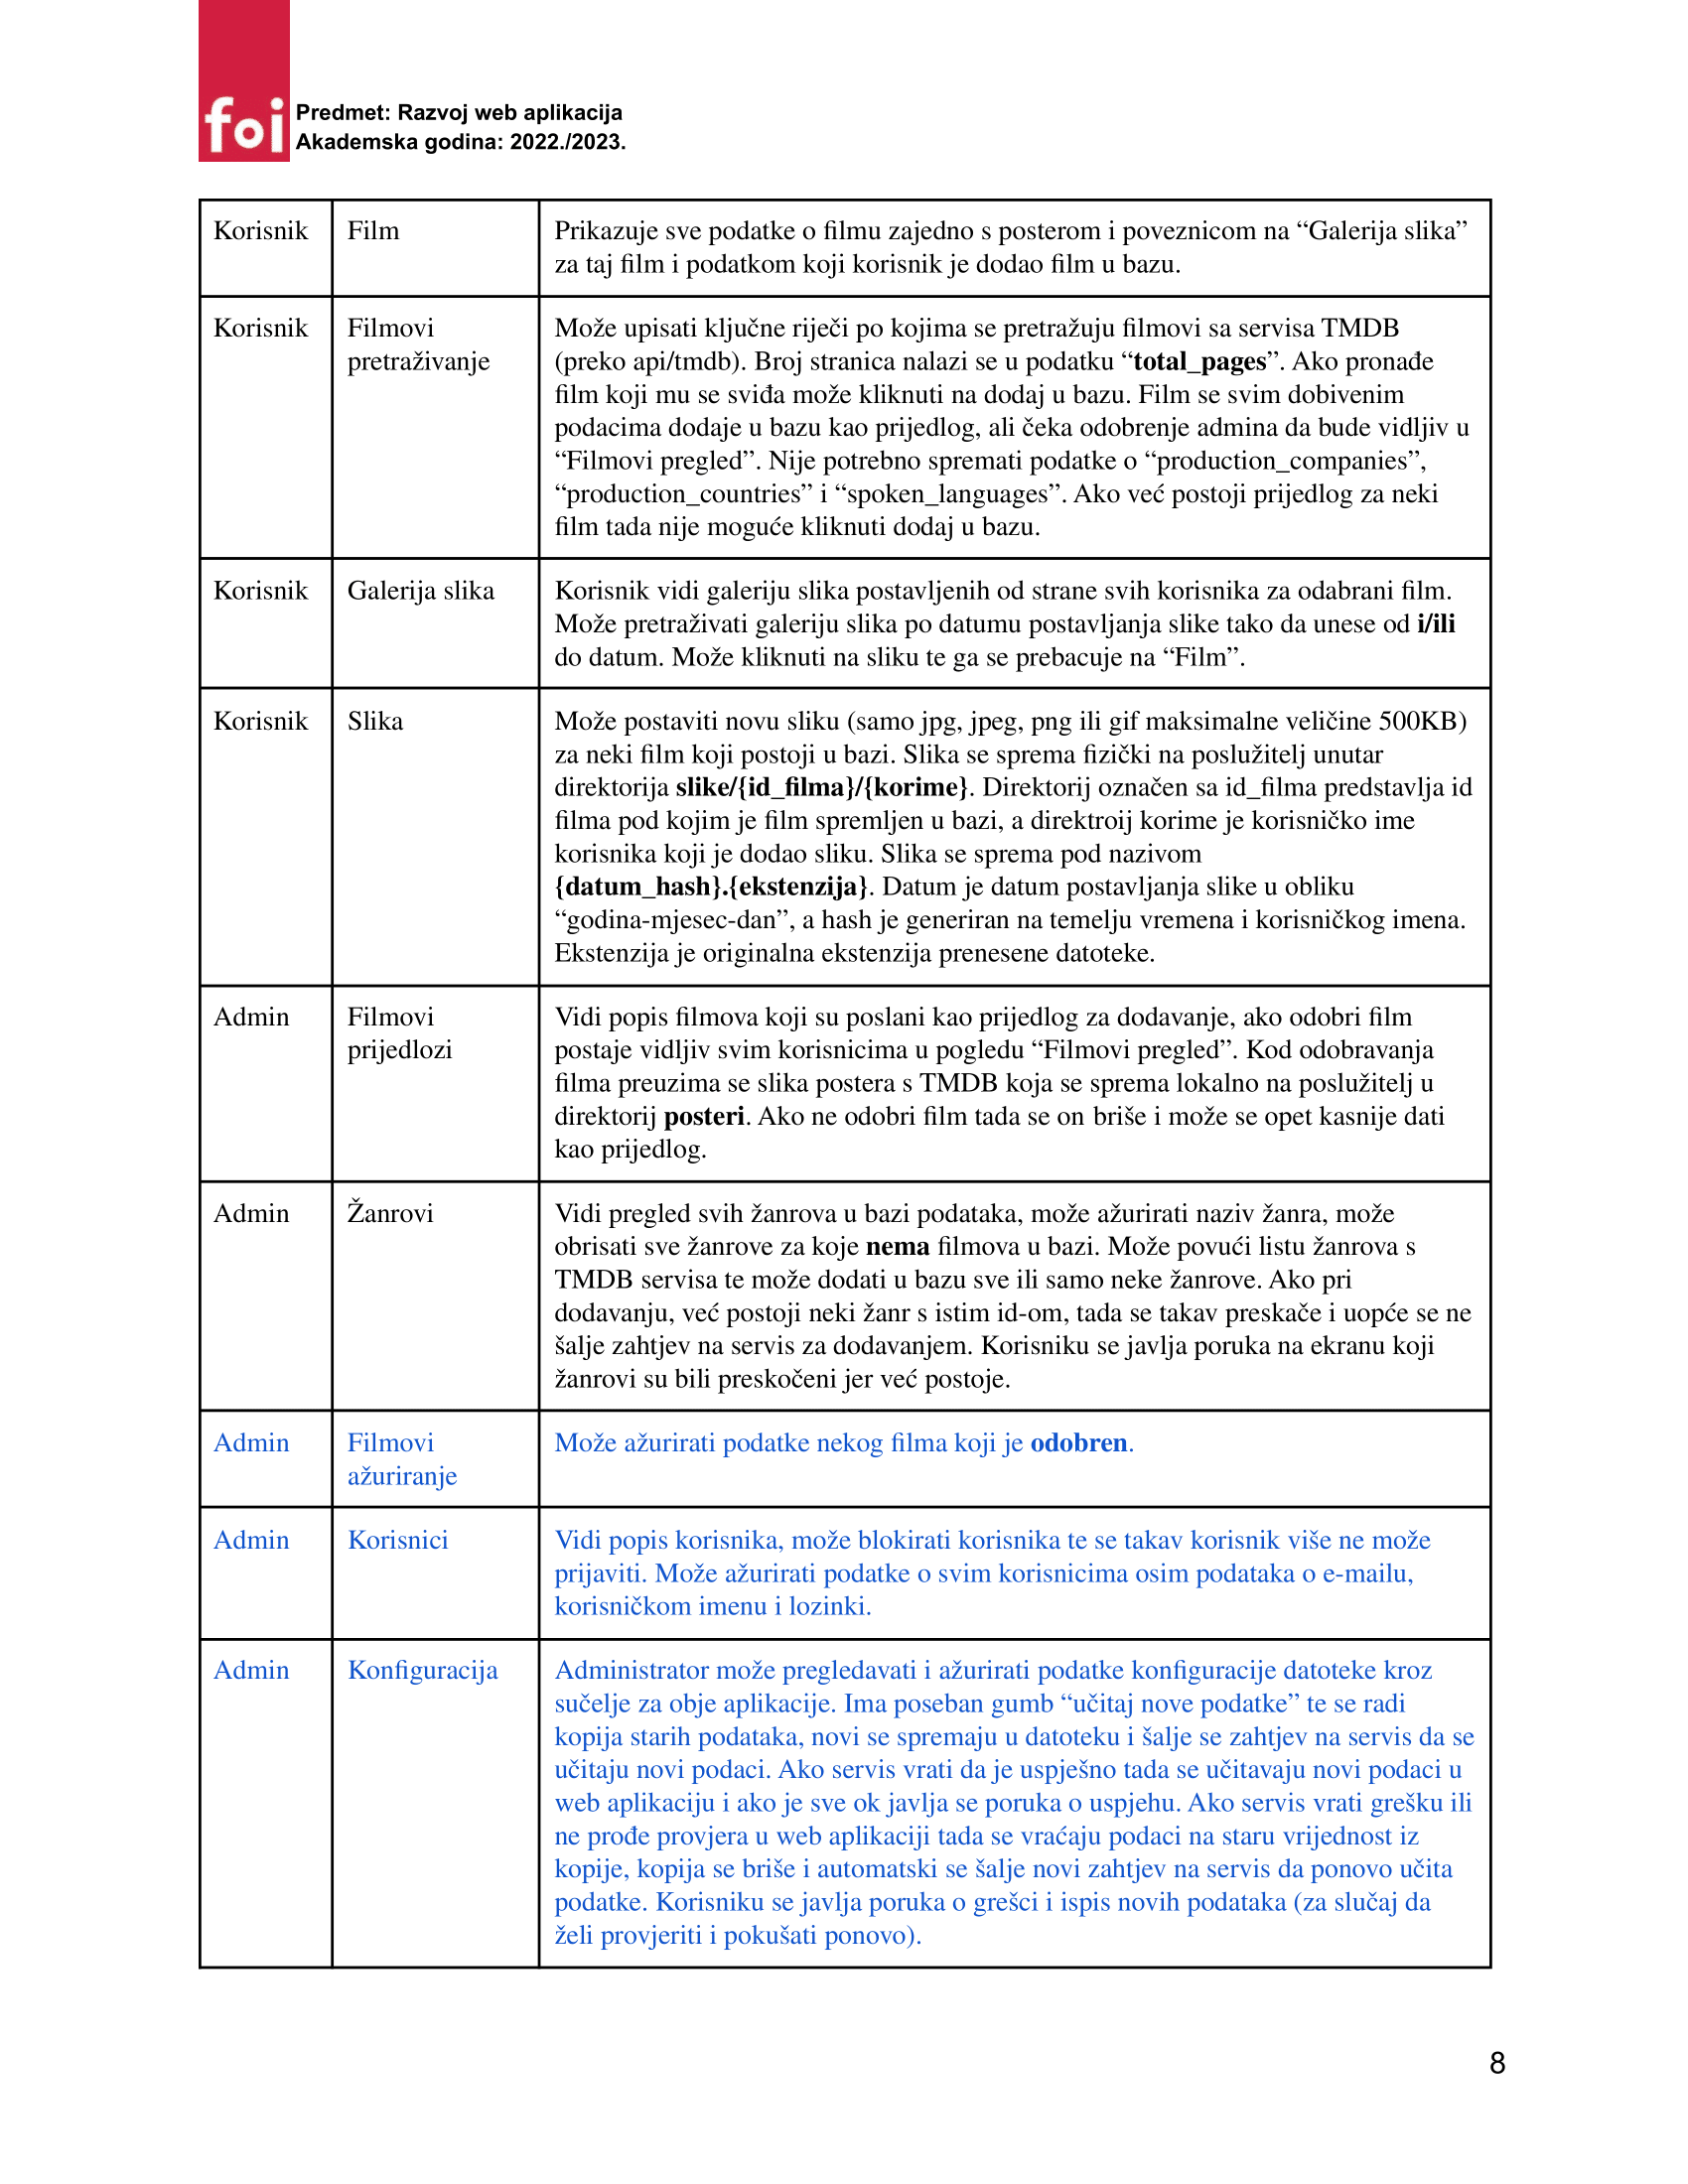 foi
Predmet: Razvoj web aplikacija
Akademska godina: 2022./2023.
Korisnik
Film
Prikazuje sve podatke o filmu zajedno s posterom i poveznicom na “Galerija slika”
za taj film i podatkom koji korisnik je dodao film u bazu.
Korisnik
Filmovi
pretraživanje
Može upisati ključne riječi po kojima se pretražuju filmovi sa servisa TMDB
(preko api/tmdb). Broj stranica nalazi se u podatku “total_pages”. Ako pronađe
film koji mu se sviđa može kliknuti na dodaj u bazu. Film se svim dobivenim
podacima dodaje u bazu kao prijedlog, ali čeka odobrenje admina da bude vidljiv u
“Filmovi pregled”. Nije potrebno spremati podatke o “production_companies”,
“production_countries” i “spoken_languages”. Ako već postoji prijedlog za neki
film tada nije moguće kliknuti dodaj u bazu.
Korisnik
Galerija slika
Korisnik vidi galeriju slika postavljenih od strane svih korisnika za odabrani film.
Može pretraživati galeriju slika po datumu postavljanja slike tako da unese od i/ili
do datum. Može kliknuti na sliku te ga se prebacuje na “Film”.
Korisnik
Slika
Može postaviti novu sliku (samo jpg, jpeg, png ili gif maksimalne veličine 500KB)
za neki film koji postoji u bazi. Slika se sprema fizički na poslužitelj unutar
direktorija slike/{id_filma}/{korime}. Direktorij označen sa id_filma predstavlja id
filma pod kojim je film spremljen u bazi, a direktroij korime je korisničko ime
korisnika koji je dodao sliku. Slika se sprema pod nazivom
{datum_hash}.{ekstenzija}. Datum je datum postavljanja slike u obliku
“godina-mjesec-dan”, a hash je generiran na temelju vremena i korisničkog imena.
Ekstenzija je originalna ekstenzija prenesene datoteke.
Admin
Filmovi
prijedlozi
Vidi popis filmova koji su poslani kao prijedlog za dodavanje, ako odobri film
postaje vidljiv svim korisnicima u pogledu “Filmovi pregled”. Kod odobravanja
filma preuzima se slika postera s TMDB koja se sprema lokalno na poslužitelj u
direktorij posteri. Ako ne odobri film tada se on briše i može se opet kasnije dati
kao prijedlog.
Admin
Žanrovi
Vidi pregled svih žanrova u bazi podataka, može ažurirati naziv žanra, može
obrisati sve žanrove za koje nema filmova u bazi. Može povući listu žanrova s
TMDB servisa te može dodati u bazu sve ili samo neke žanrove. Ako pri
dodavanju, već postoji neki žanr s istim id-om, tada se takav preskače i uopće se ne
šalje zahtjev na servis za dodavanjem. Korisniku se javlja poruka na ekranu koji
žanrovi su bili preskočeni jer već postoje.
Admin
Filmovi
ažuriranje
Može ažurirati podatke nekog filma koji je odobren.
Admin
Korisnici
Vidi popis korisnika, može blokirati korisnika te se takav korisnik više ne može
prijaviti. Može ažurirati podatke o svim korisnicima osim podataka o e-mailu,
korisničkom imenu i lozinki.
Admin
Konfiguracija
Administrator može pregledavati i ažurirati podatke konfiguracije datoteke kroz
sučelje za obje aplikacije. Ima poseban gumb “učitaj nove podatke” te se radi
kopija starih podataka, novi se spremaju u datoteku i šalje se zahtjev na servis da se
učitaju novi podaci. Ako servis vrati da je uspješno tada se učitavaju novi podaci u
web aplikaciju i ako je sve ok javlja se poruka o uspjehu. Ako servis vrati grešku ili
ne prođe provjera u web aplikaciji tada se vraćaju podaci na staru vrijednost iz
kopije, kopija se briše i automatski se šalje novi zahtjev na servis da ponovo učita
podatke. Korisniku se javlja poruka o grešci i ispis novih podataka (za slučaj da
želi provjeriti i pokušati ponovo).
8